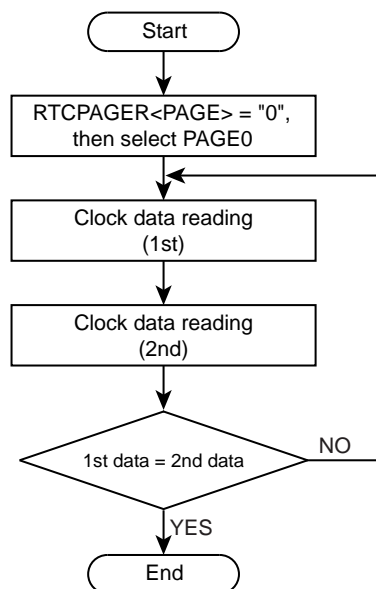 Start
RTCPAGER<PAGE> = "0",
then select PAGE0
Clock data reading
(1st)
Clock data reading
(2nd)
1st data = 2nd data
NO
YES
End